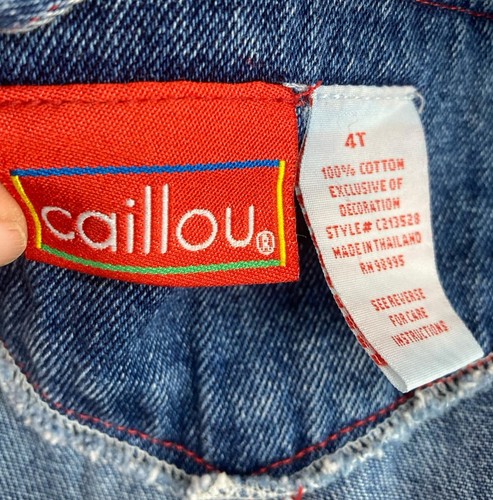 caillou®
4T
100% COTTON
EXCLUSIVE OF
DECORATION
STYLE# C213528
MADE IN THAILAND
RN 98995
SEE REVERSE
FOR CARE
INSTRUCTIONS